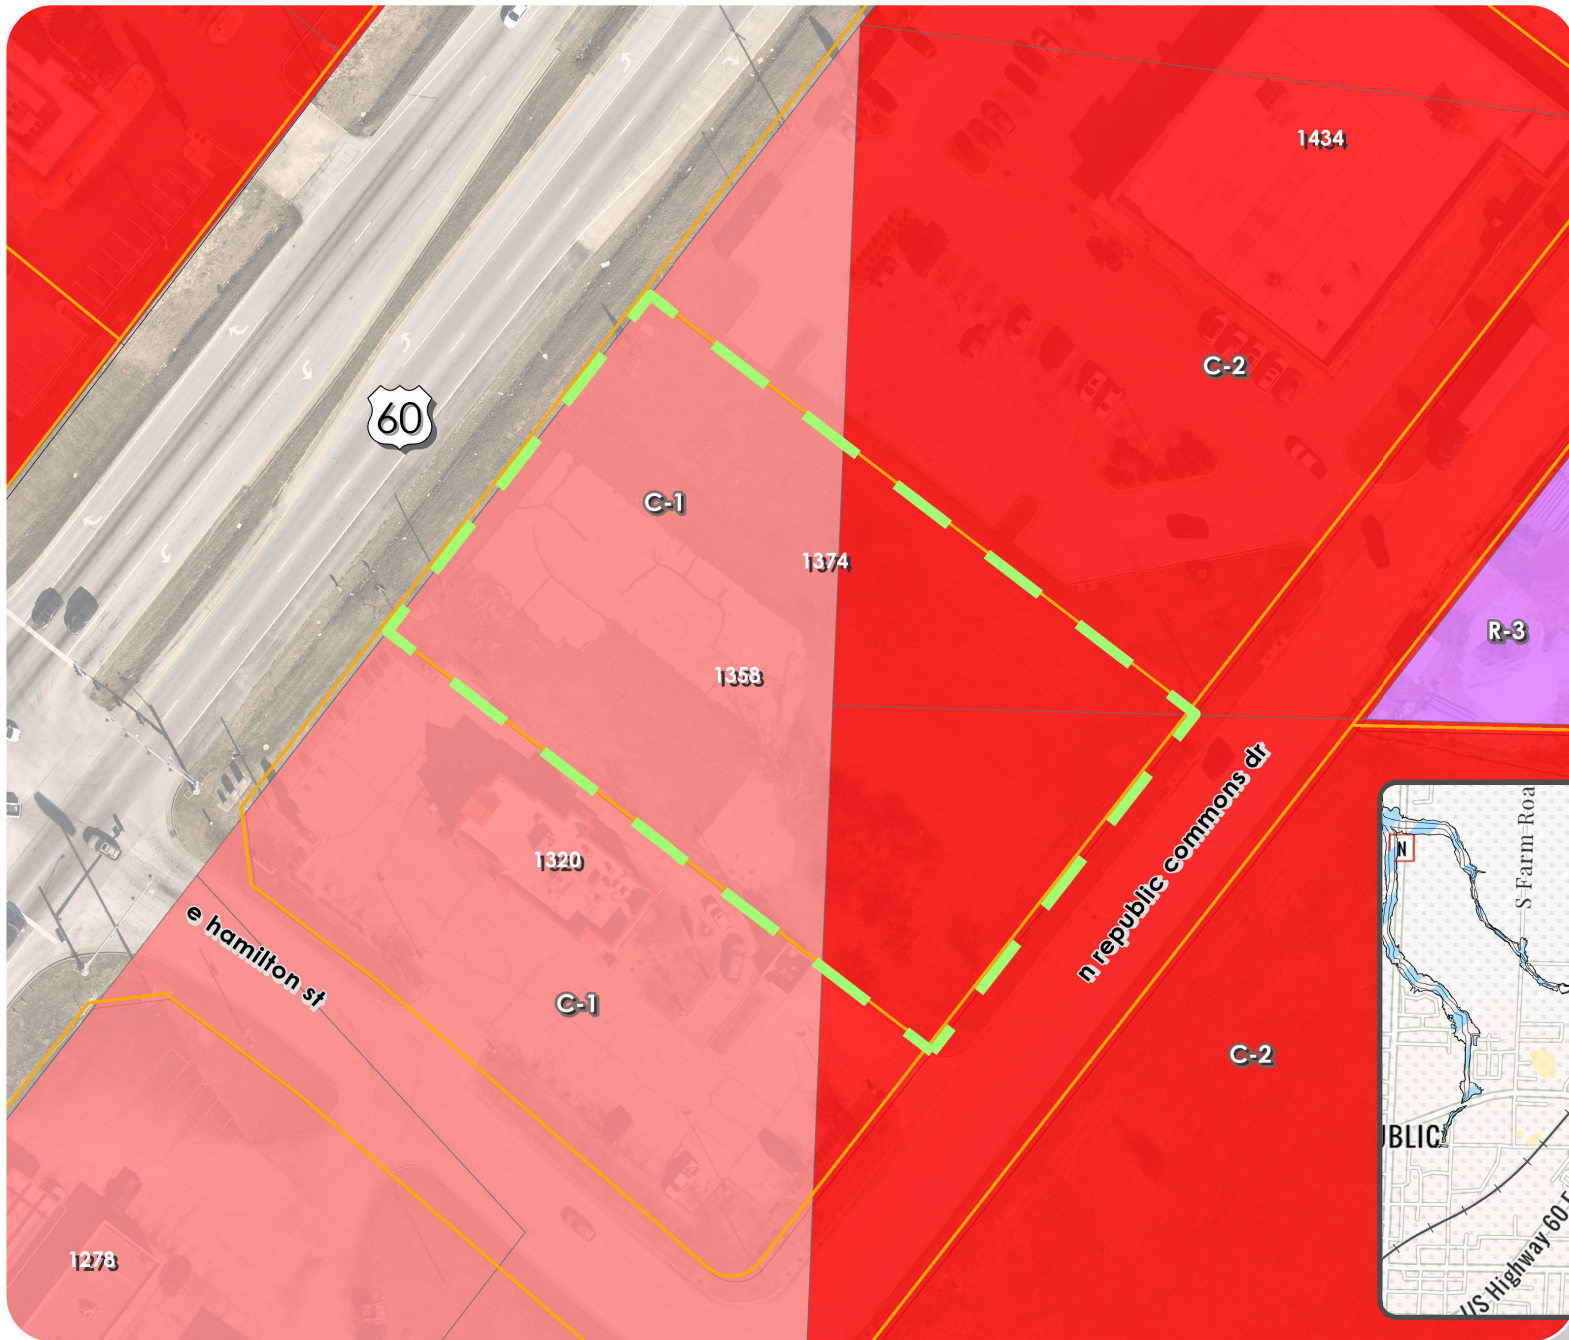 1434
C-2
60
C-1
1374
R-3
1358
n republic commons dr
1320
e hamilton st
C-1
C-2
1278
N
S Farm Roa
UBLIC
US Highway 60 E